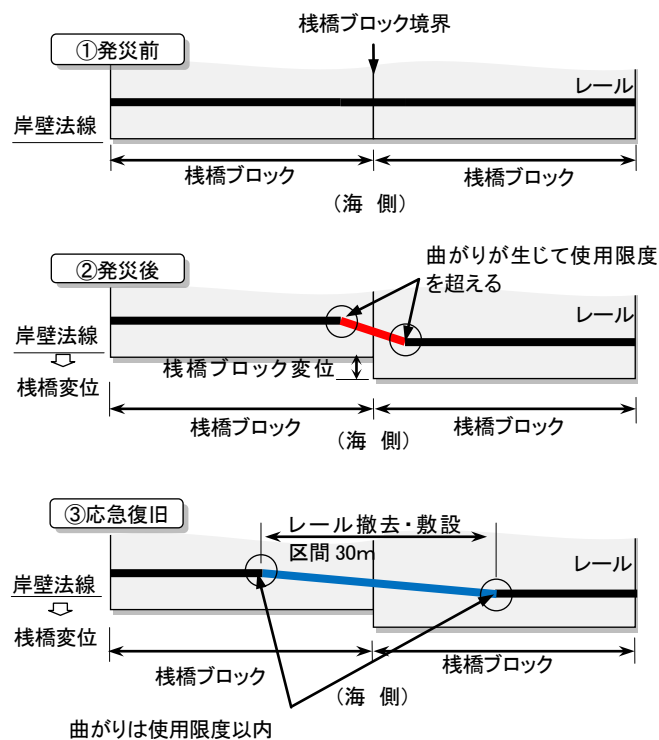 桟橋ブロック境界
①発災前
レール
岸壁法線
桟橋ブロック
桟橋ブロック
（海　側）
②発災後
曲がりが生じて使用限度
を超える
レール
岸壁法線
桟橋ブロック変位
桟橋変位
桟橋ブロック
桟橋ブロック
（海　側）
③応急復旧
レール撤去・敷設
区間 30m
レール
岸壁法線
桟橋変位
桟橋ブロック
桟橋ブロック
（海　側）
曲がりは使用限度以内